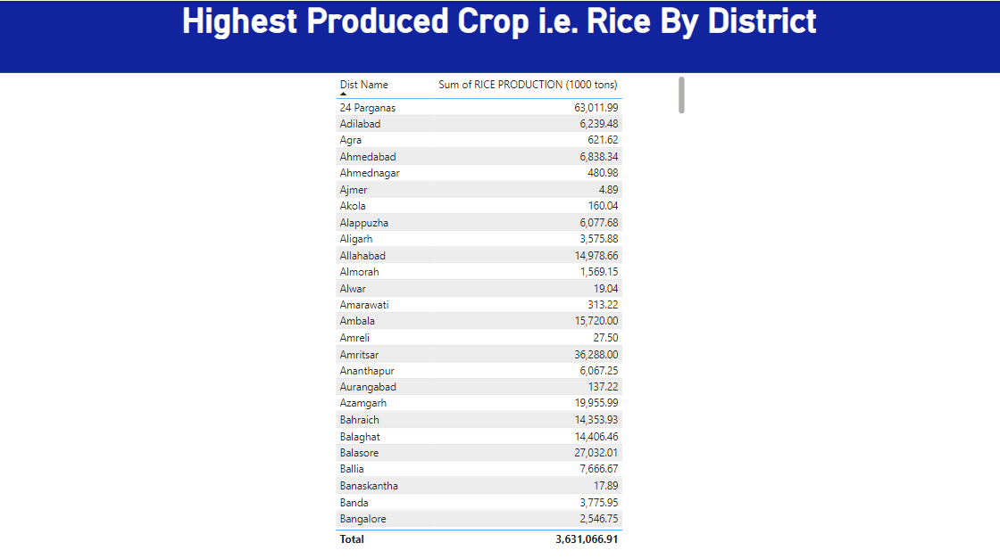 Highest Produced Crop i.e. Rice By District
Dist Name Sum of RICE PRODUCTION (1000 tons)
24 Parganas 63,011.99
Adilabad 6,239.48
Agra 621.62
Ahmedabad 6,838.34
Ahmednagar 480.98
Ajmer 4.89
Akola 160.04
Alappuzha 6,077.68
Aligarh 3,575.88
Allahabad 14,978.66
Almorah 1,569.15
Alwar 19.04
Amarawati 313.22
Ambala 15,720.00
Amreli 27.50
Amritsar 36,288.00
Ananthapur 6,067.25
Aurangabad 137.22
Azamgarh 19,955.99
Bahraich 14,353.93
Balaghat 14,406.46
Balasore 27,032.01
Ballia 7,666.67
Banaskantha 17.89
Banda 3,775.95
Bangalore 2,546.75
Total 3,631,066.91